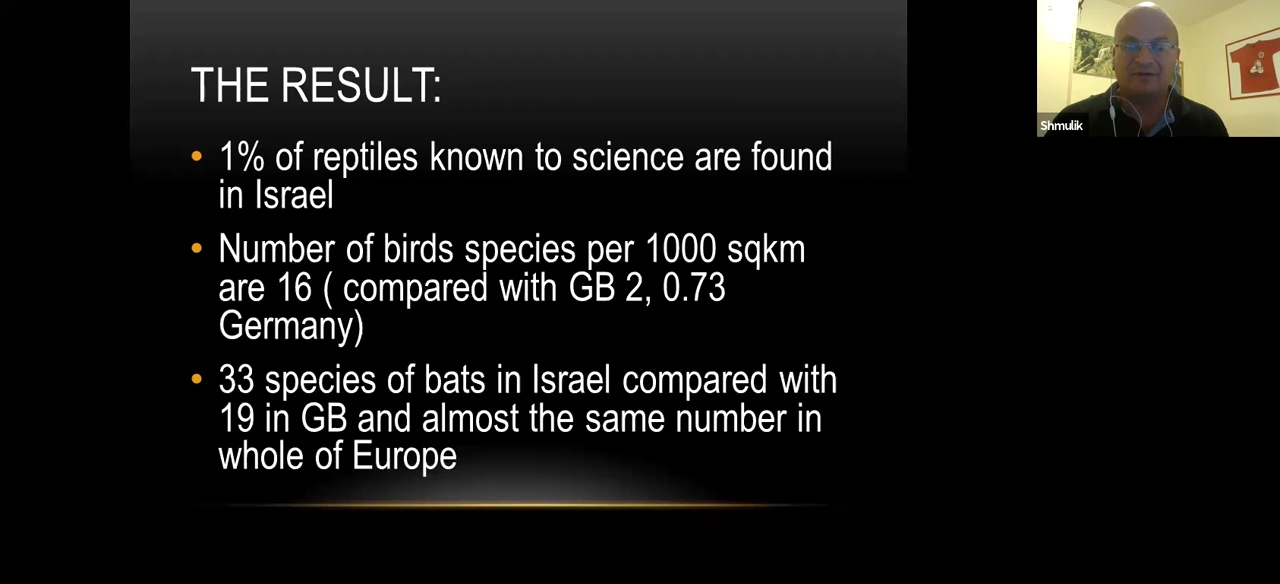 THE RESULT:
• 1% of reptiles known to science are found
in Israel
• Number of birds species per 1000 sqkm
are 16 ( compared with GB 2, 0.73
Germany)
• 33 species of bats in Israel compared with
19 in GB and almost the same number in
whole of Europe
Shmulik